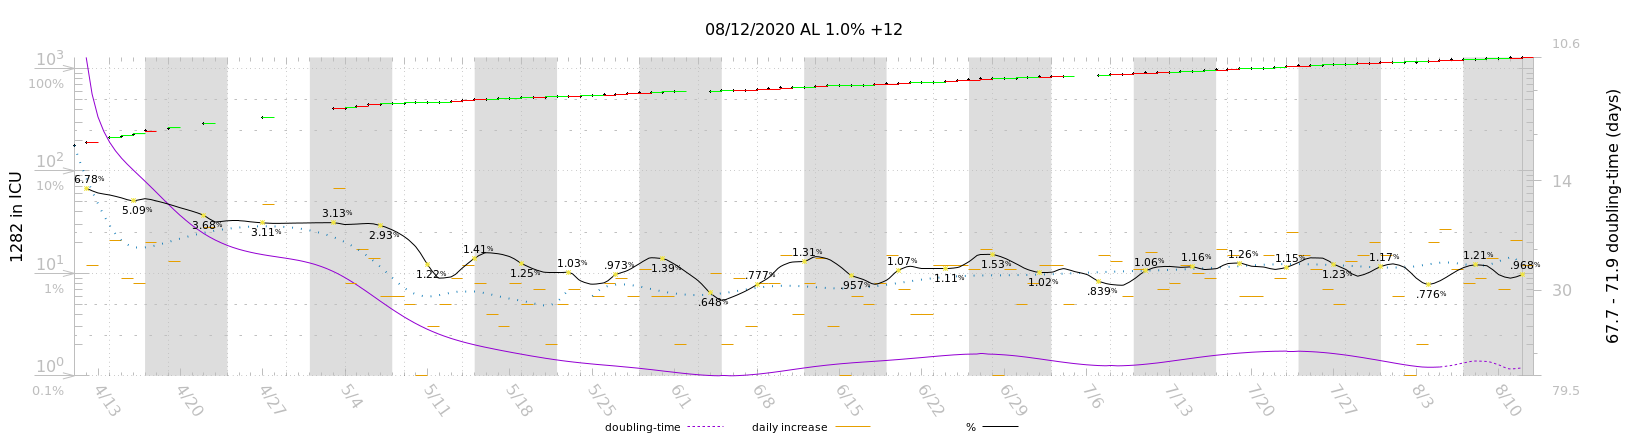 08/12/2020 AL 1.0% +12
10³ 10.6
100%
10² 14
10%
10¹ 30
1%
10⁰
0.1% 79.5
1282 in ICU
67.7 - 71.9 doubling-time (days)
6.78% 5.09% 3.68% 3.11% 3.13% 2.93% 1.22% 1.41% 1.25% 1.03% .973% 1.39% .648% .777% 1.31% .957% 1.07% 1.11% 1.53% 1.02% .839% 1.06% 1.16% 1.26% 1.15% 1.23% 1.17% .776% 1.21% .968%
4/13 4/20 4/27 5/4 5/11 5/18 5/25 6/1 6/8 6/15 6/22 6/29 7/6 7/13 7/20 7/27 8/3 8/10
doubling-time daily increase %